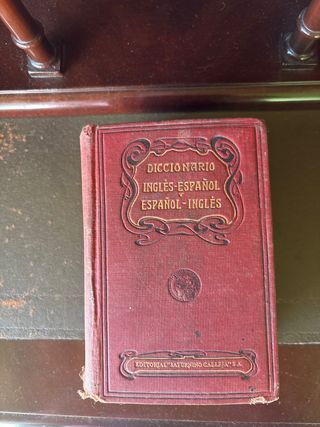 DICCIONARIO
INGLÉS-ESPAÑOL
Y
ESPAÑOL-INGLÉS
EDITORIAL "SATURNINO CALLEJA" S.A.